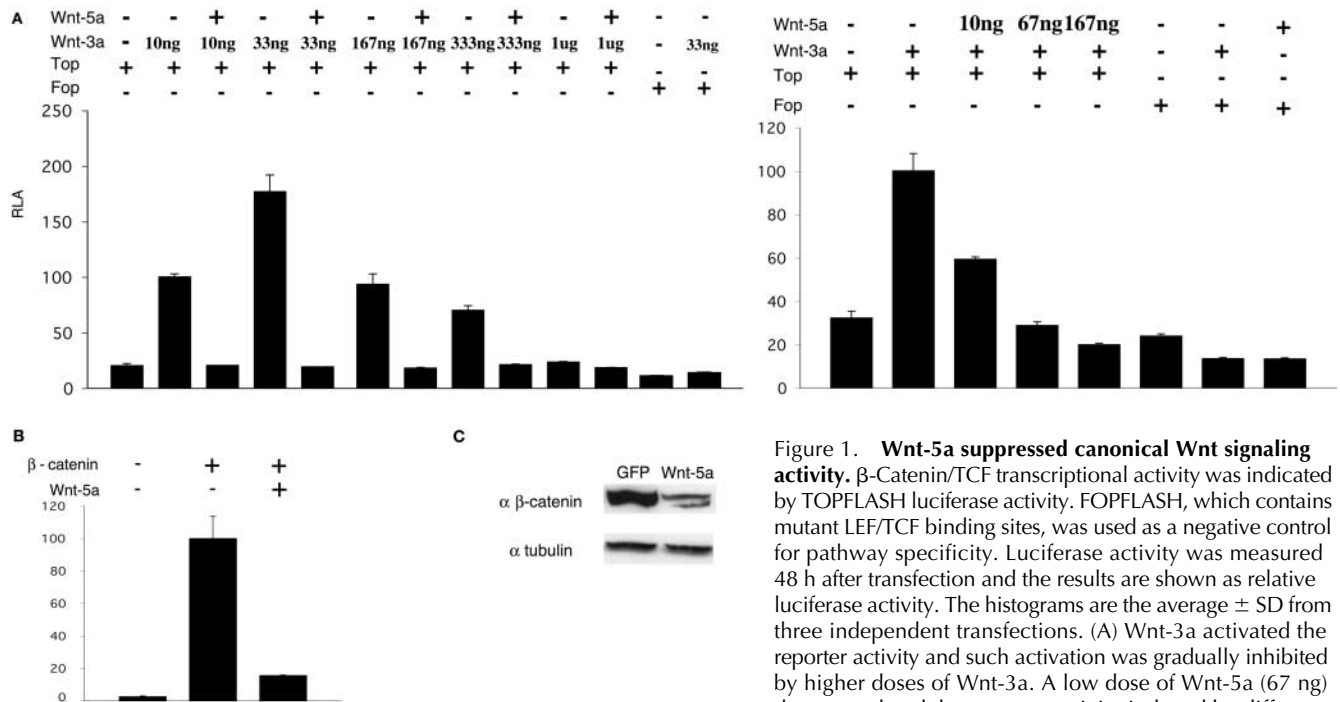 A
Wnt-5a - - + - + - + - + - + - -
Wnt-3a - 10ng 10ng 33ng 33ng 167ng 167ng 333ng 333ng 1ug 1ug - 33ng
Top + + + + + + + + + + + - -
Fop - - - - - - - - - - - + +
250
200
150
100
50
0
RLA
Wnt-5a - - 10ng 67ng 167ng - - +
Wnt-3a - + + + + - + -
Top + + + + + - - -
Fop - - - - - + + +
120
100
80
60
40
20
0
B
β - catenin - + +
Wnt-5a - - +
120
100
80
60
40
20
0
C
GFP Wnt-5a
α β-catenin
α tubulin
Figure 1. Wnt-5a suppressed canonical Wnt signaling
activity. β-Catenin/TCF transcriptional activity was indicated
by TOPFLASH luciferase activity. FOPFLASH, which contains
mutant LEF/TCF binding sites, was used as a negative control
for pathway specificity. Luciferase activity was measured
48 h after transfection and the results are shown as relative
luciferase activity. The histograms are the average ± SD from
three independent transfections. (A) Wnt-3a activated the
reporter activity and such activation was gradually inhibited
by higher doses of Wnt-3a. A low dose of Wnt-5a (67 ng)